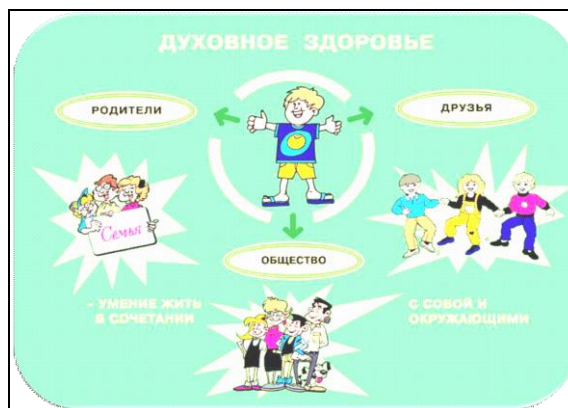 ДУХОВНОЕ ЗДОРОВЬЕ
РОДИТЕЛИ
ДРУЗЬЯ
Семья
ОБЩЕСТВО
- УМЕНИЕ ЖИТЬ
В СОЧЕТАНИИ
С СОБОЙ И
ОКРУЖАЮЩИМИ